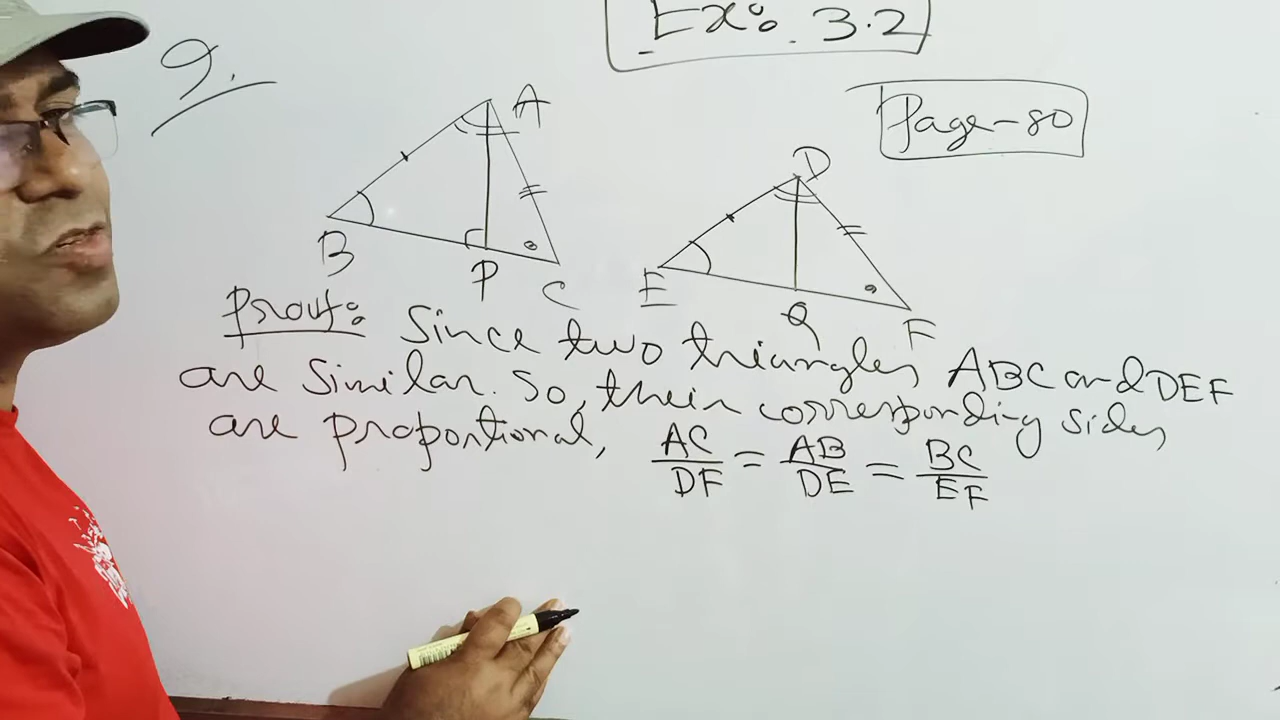 Ex: 3.2
9.
Page-80
A
D
B
P
C
E
Q
F
Proof: Since two triangles ABC and DEF
are similar. So, their corresponding sides
are proportional, AC/DF = AB/DE = BC/EF